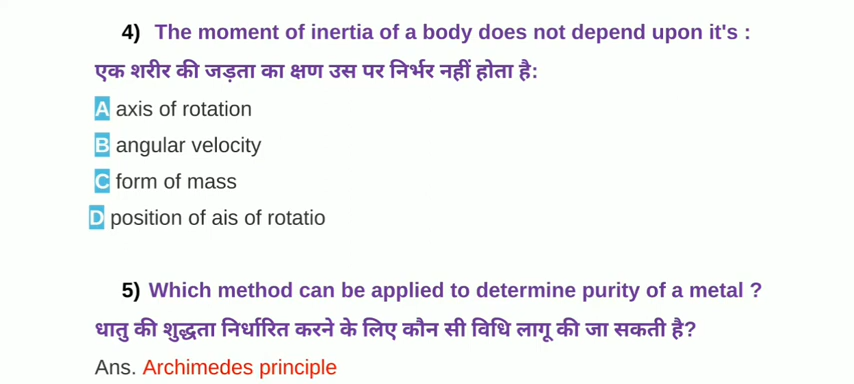 4) The moment of inertia of a body does not depend upon it's :
एक शरीर की जड़ता का क्षण उस पर निर्भर नहीं होता है:
A axis of rotation
B angular velocity
C form of mass
D position of ais of rotatio
5) Which method can be applied to determine purity of a metal ?
धातु की शुद्धता निर्धारित करने के लिए कौन सी विधि लागू की जा सकती है?
Ans. Archimedes principle